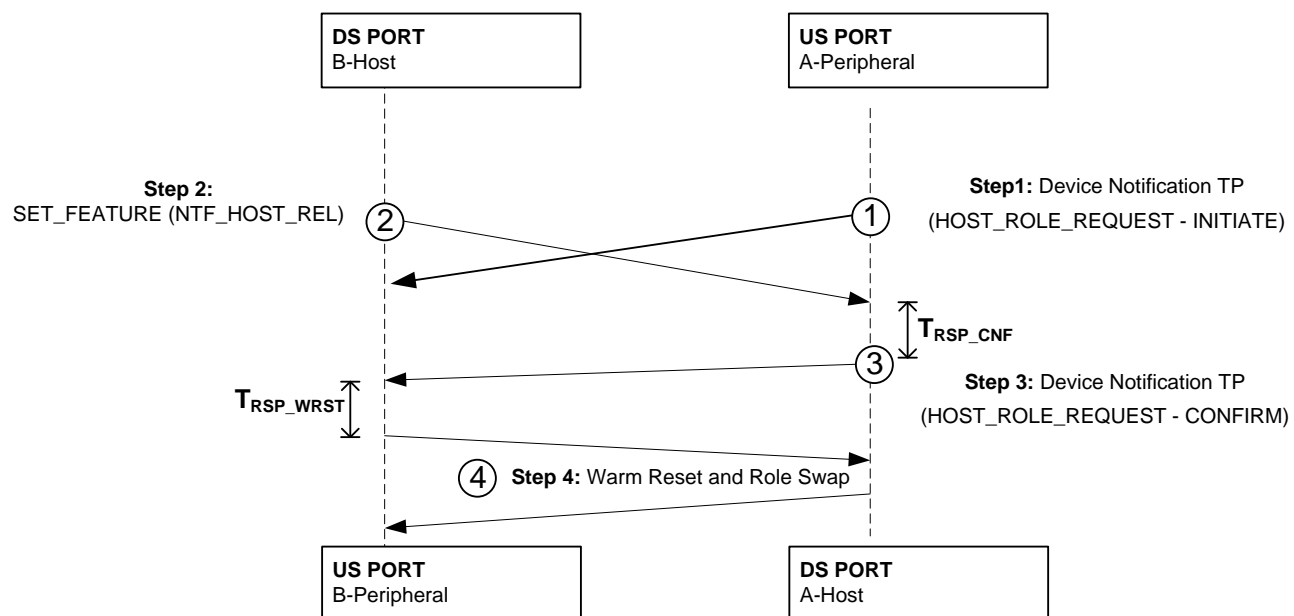 DS PORT
B-Host
US PORT
A-Peripheral
Step 2:
SET_FEATURE (NTF_HOST_REL)
2
1
Step1: Device Notification TP
(HOST_ROLE_REQUEST - INITIATE)
TRSP_CNF
3
Step 3: Device Notification TP
(HOST_ROLE_REQUEST - CONFIRM)
TRSP_WRST
4 Step 4: Warm Reset and Role Swap
US PORT
B-Peripheral
DS PORT
A-Host